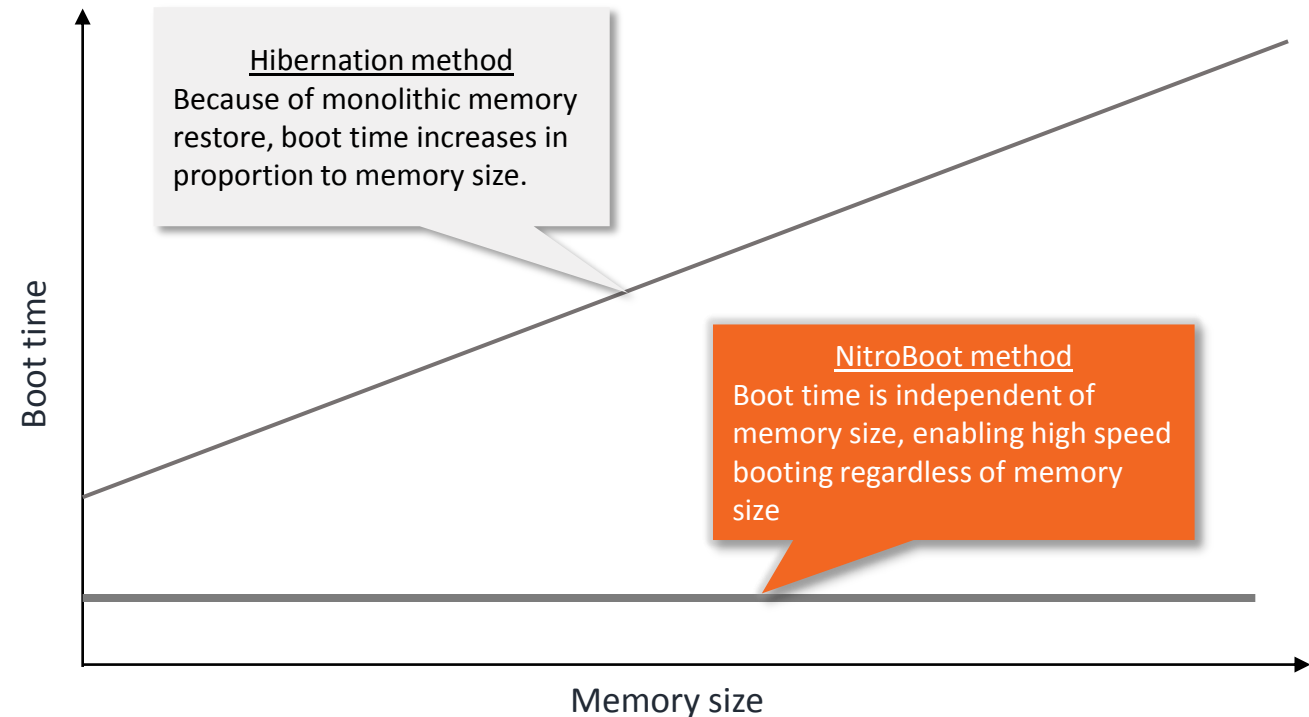 Hibernation method
Because of monolithic memory
restore, boot time increases in
proportion to memory size.
Boot time
NitroBoot method
Boot time is independent of
memory size, enabling high speed
booting regardless of memory
size
Memory size